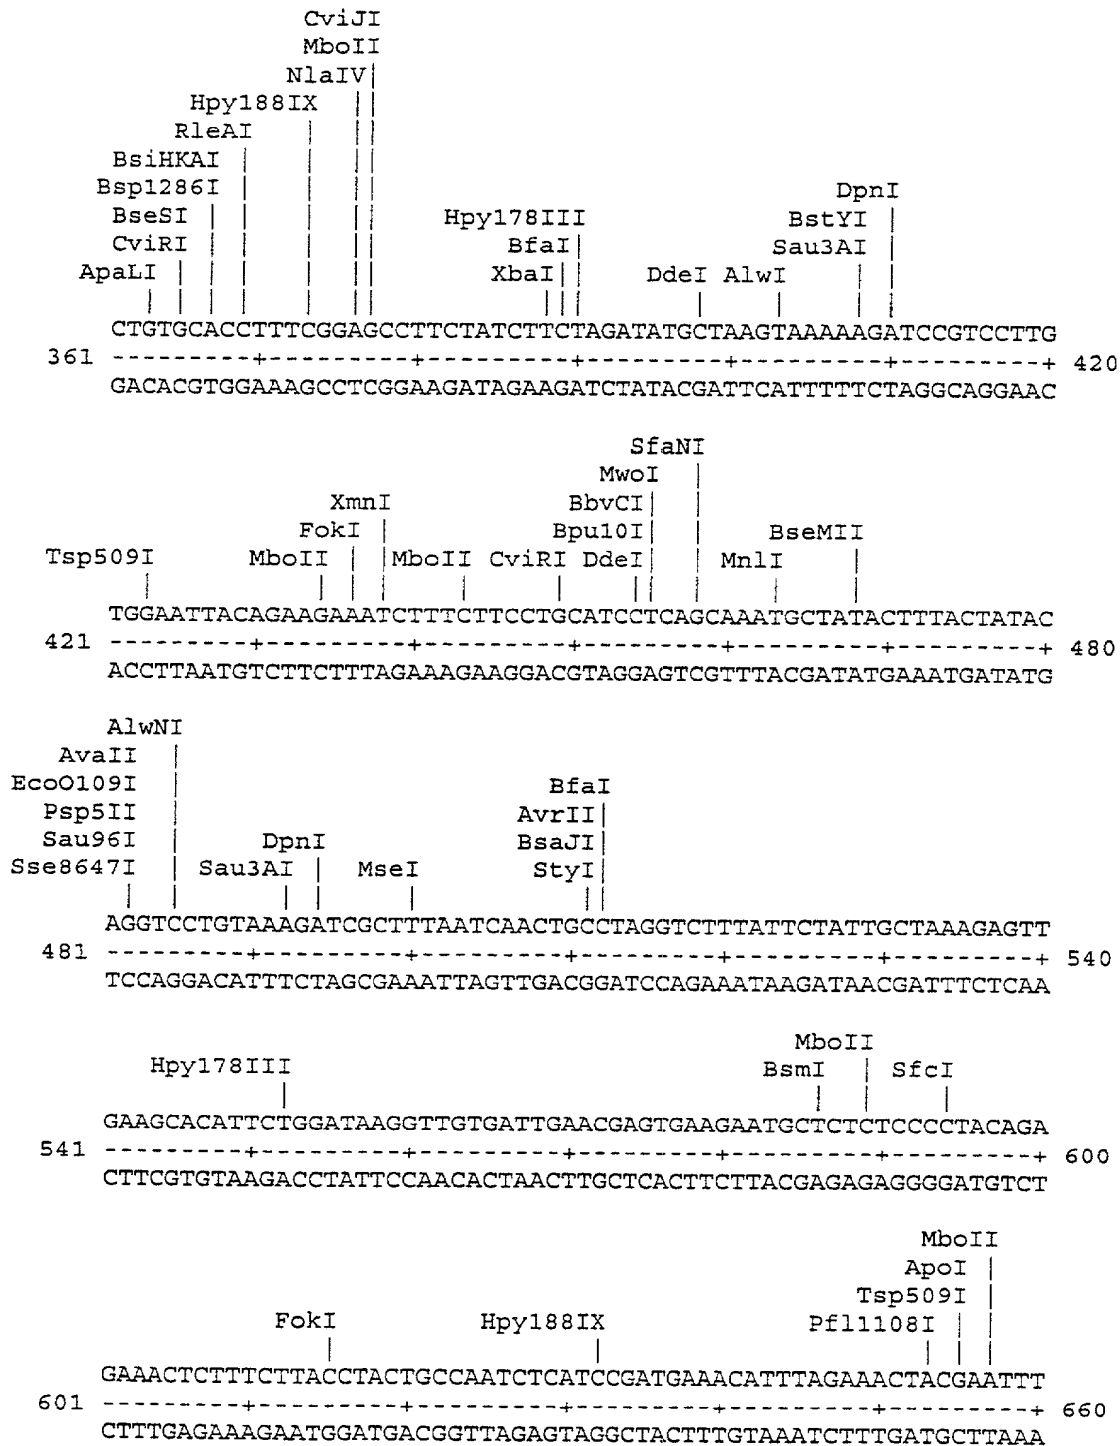 CviJI
MboII
NlaIV
Hpy188IX
RleAI
BsiHKAI
Bsp1286I DpnI
BseSI Hpy178III BstYI
CviRI BfaI Sau3AI
ApaLI XbaI DdeI AlwI
CTGTGCACCTTTCGGAGCCTTCTATCTTCTAGATATGCTAAGTAAAAAGATCCGTCCTTG
361 ---------+---------+---------+---------+---------+---------+ 420
GACACGTGGAAAGCCTCGGAAGATAGAAGATCTATACGATTCATTTTTCTAGGCAGGAAC
SfaNI
MwoI
XmnI BbvCI
FokI Bpu10I BseMII
Tsp509I MboII MboII CviRI DdeI MnlI
TGGAATTACAGAAGAAATCTTTCTTCCTGCATCCTCAGCAAATGCTATACTTTACTATAC
421 ---------+---------+---------+---------+---------+---------+ 480
ACCTTAATGTCTTCTTTAGAAAGAAGGACGTAGGAGTCGTTTACGATATGAAATGATATG
AlwNI
AvaII
EcoO109I BfaI
Psp5II AvrII
Sau96I DpnI BsaJI
Sse8647I Sau3AI MseI StyI
AGGTCCTGTAAAGATCGCTTTAATCAACTGCCTAGGTCTTTATTCTATTGCTAAAGAGTT
481 ---------+---------+---------+---------+---------+---------+ 540
TCCAGGACATTTCTAGCGAAATTAGTTGACGGATCCAGAAATAAGATAACGATTTCTCAA
MboII
Hpy178III BsmI SfcI
GAAGCACATTCTGGATAAGGTTGTGATTGAACGAGTGAAGAATGCTCTCTCCCCTACAGA
541 ---------+---------+---------+---------+---------+---------+ 600
CTTCGTGTAAGACCTATTCCAACACTAACTTGCTCACTTCTTACGAGAGAGGGGATGTCT
MboII
ApoI
Tsp509I
FokI Hpy188IX Pfl1108I
GAAACTCTTTCTTACCTACTGCCAATCTCATCCGATGAAACATTTAGAAACTACGAATTT
601 ---------+---------+---------+---------+---------+---------+ 660
CTTTGAGAAAGAATGGATGACGGTTAGAGTAGGCTACTTTGTAAATCTTTGATGCTTAAA